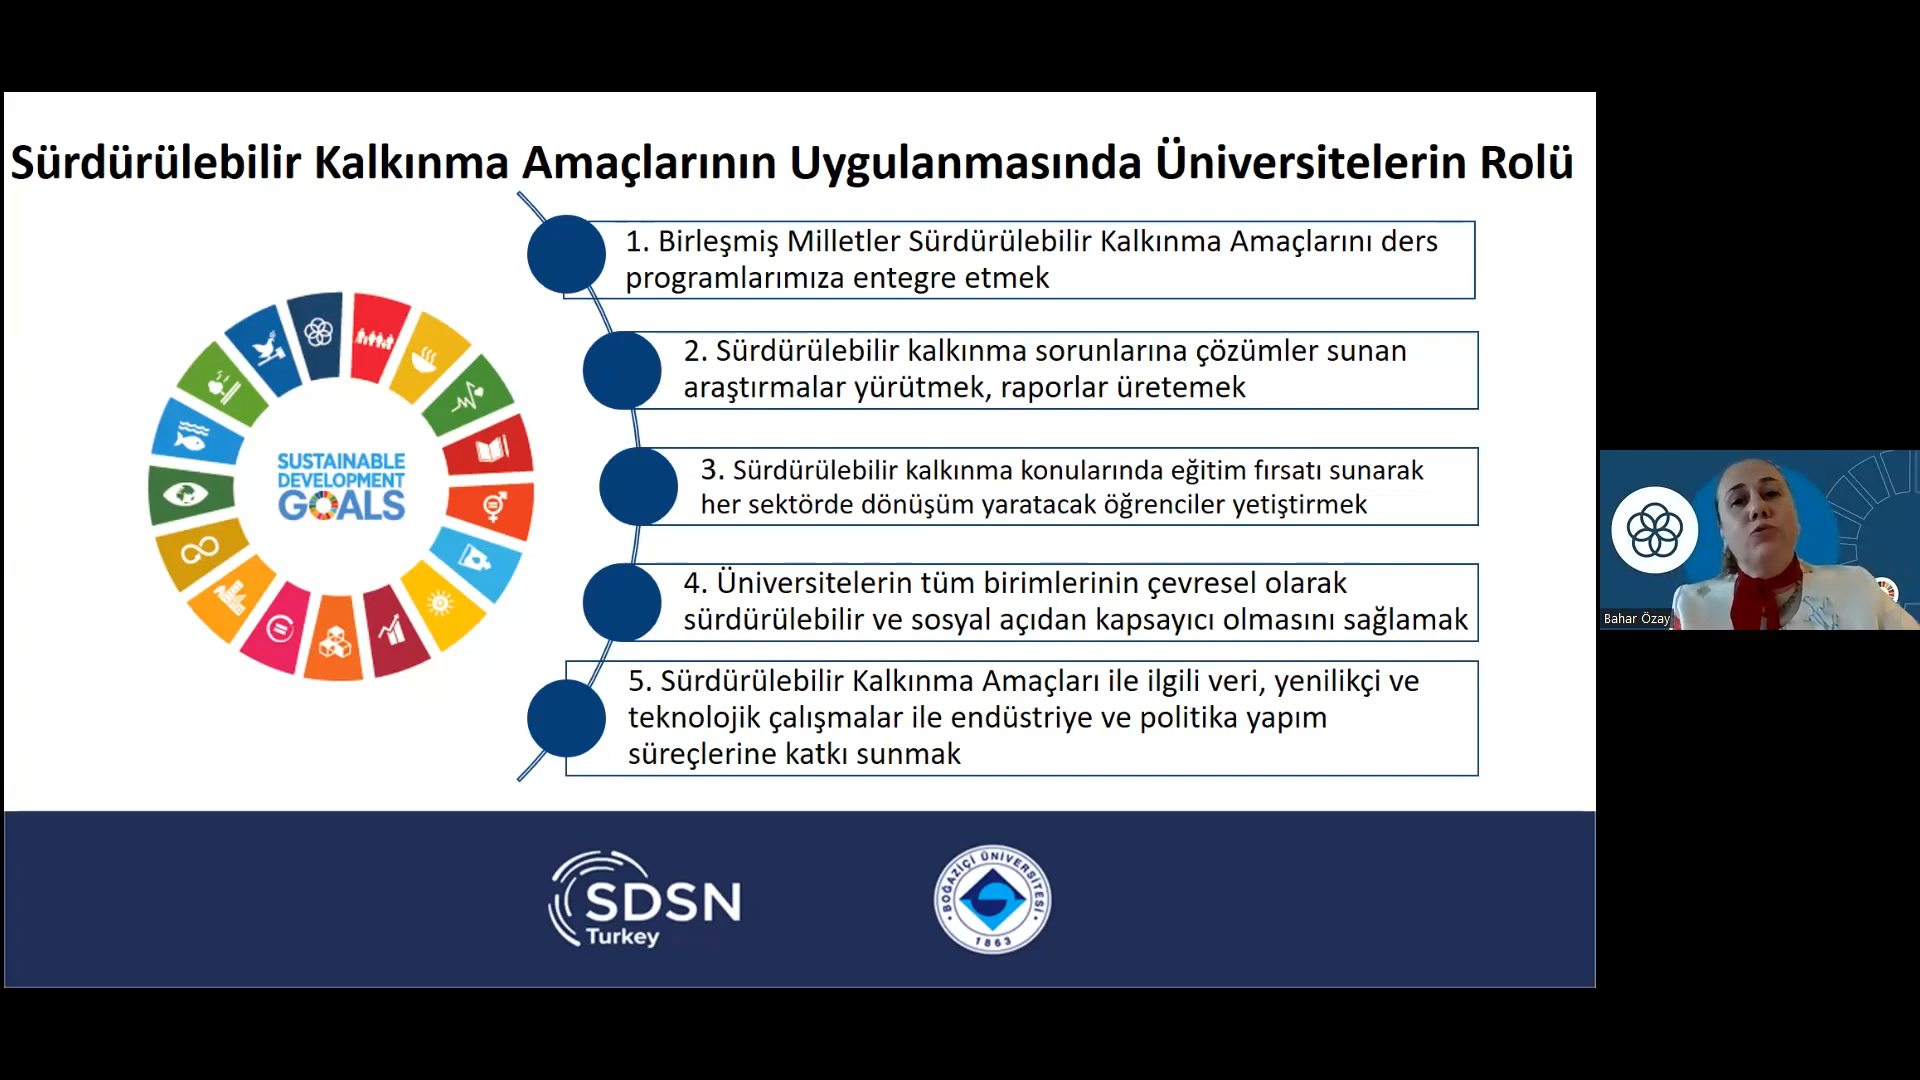 Sürdürülebilir Kalkınma Amaçlarının Uygulanmasında Üniversitelerin Rolü
1. Birleşmiş Milletler Sürdürülebilir Kalkınma Amaçlarını ders
programlarımıza entegre etmek
2. Sürdürülebilir kalkınma sorunlarına çözümler sunan
araştırmalar yürütmek, raporlar üretemek
3. Sürdürülebilir kalkınma konularında eğitim fırsatı sunarak
her sektörde dönüşüm yaratacak öğrenciler yetiştirmek
4. Üniversitelerin tüm birimlerinin çevresel olarak
sürdürülebilir ve sosyal açıdan kapsayıcı olmasını sağlamak
5. Sürdürülebilir Kalkınma Amaçları ile ilgili veri, yenilikçi ve
teknolojik çalışmalar ile endüstriye ve politika yapım
süreçlerine katkı sunmak
SUSTAINABLE
DEVELOPMENT
GOALS
SDSN
Turkey
BOĞAZİÇİ ÜNİVERSİTESİ
1863
Bahar Özay